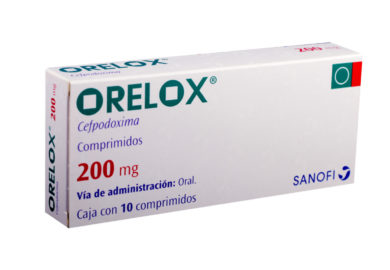 ORELOX®
Cefpodoxima
Comprimidos
200 mg
Vía de administración: Oral.
Caja con 10 comprimidos
SANOFI
ORELOX®
200 mg